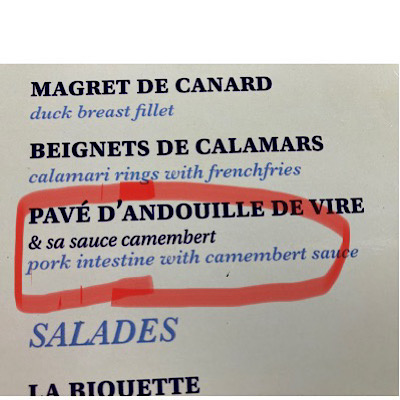 MAGRET DE CANARD
duck breast fillet
BEIGNETS DE CALAMARS
calamari rings with frenchfries
PAVÉ D'ANDOUILLE DE VIRE
& sa sauce camembert
pork intestine with camembert sauce
SALADES
LA BIQUETTE